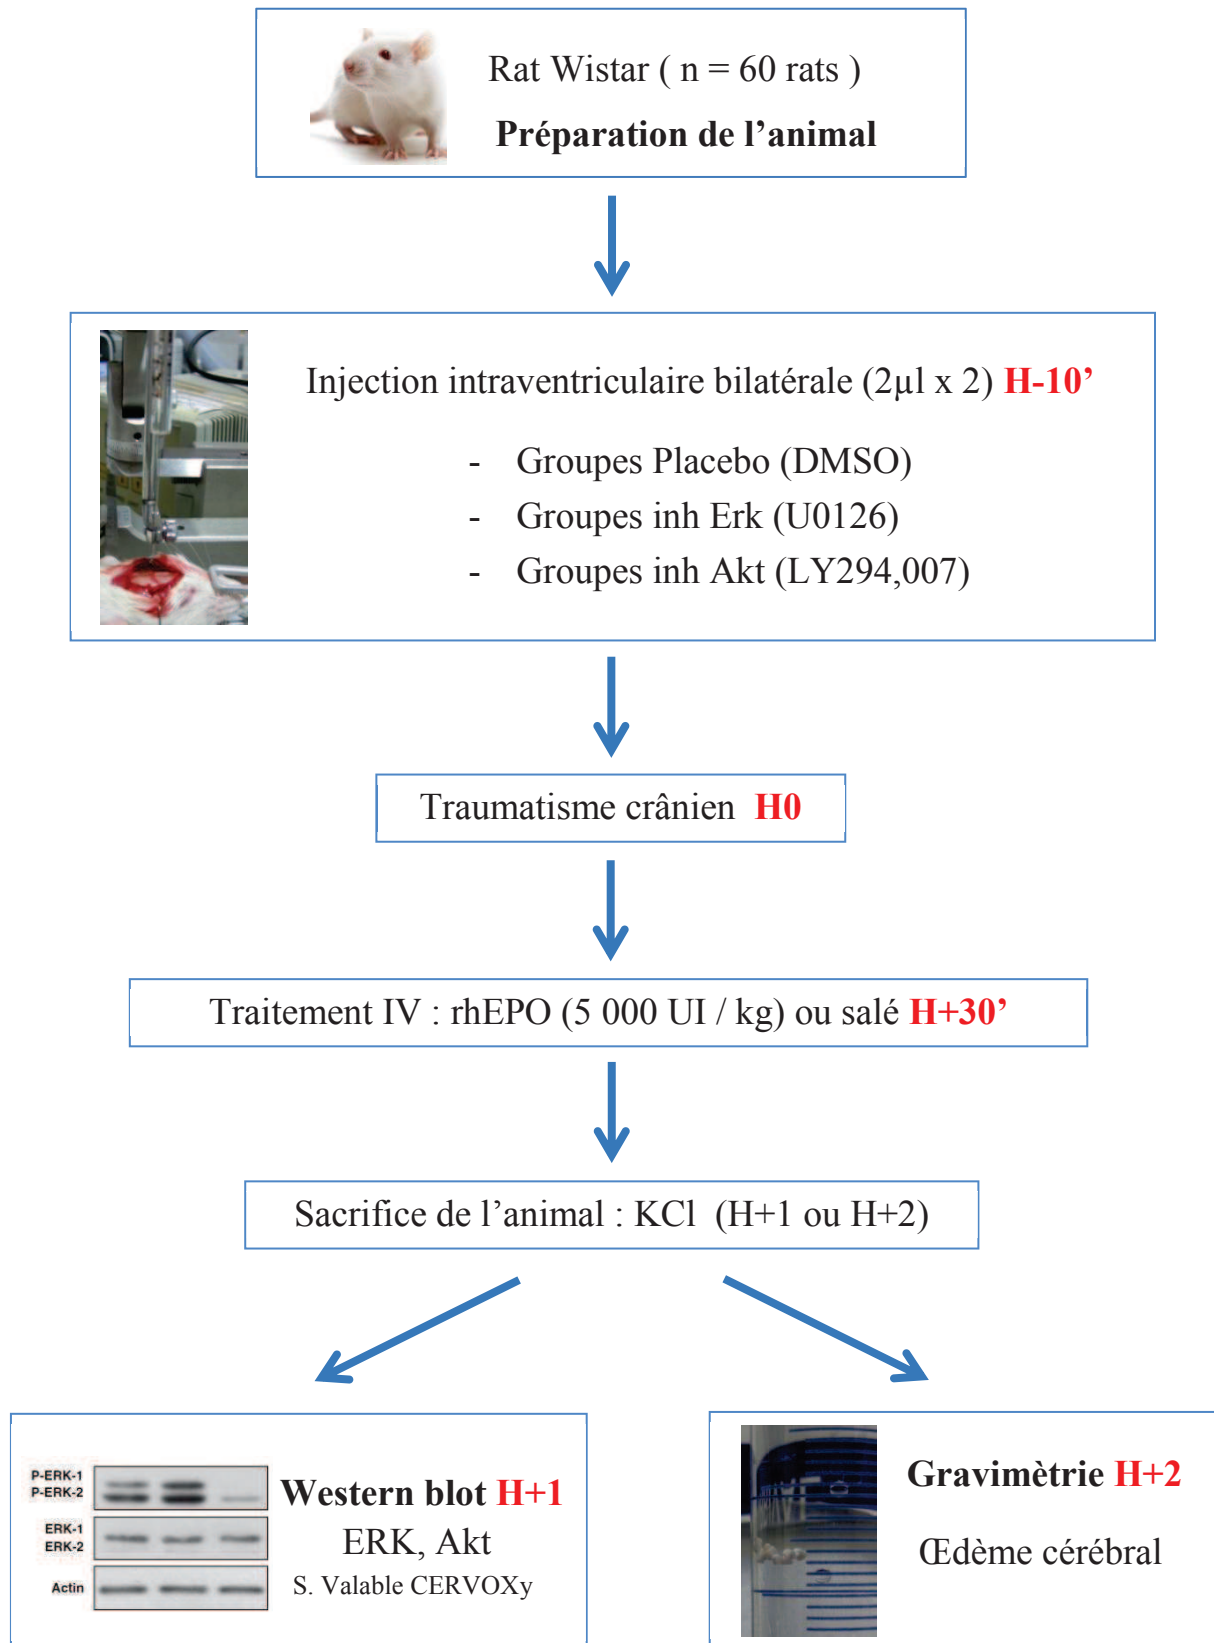 Rat Wistar ( n = 60 rats )
Préparation de l’animal
Injection intraventriculaire bilatérale (2µl x 2) H-10’
- Groupes Placebo (DMSO)
- Groupes inh Erk (U0126)
- Groupes inh Akt (LY294,007)
Traumatisme crânien H0
Traitement IV : rhEPO (5 000 UI / kg) ou salé H+30’
Sacrifice de l’animal : KCl (H+1 ou H+2)
P-ERK-1
P-ERK-2
ERK-1
ERK-2
Actin
Western blot H+1
ERK, Akt
S. Valable CERVOXy
Gravimètrie H+2
Œdème cérébral